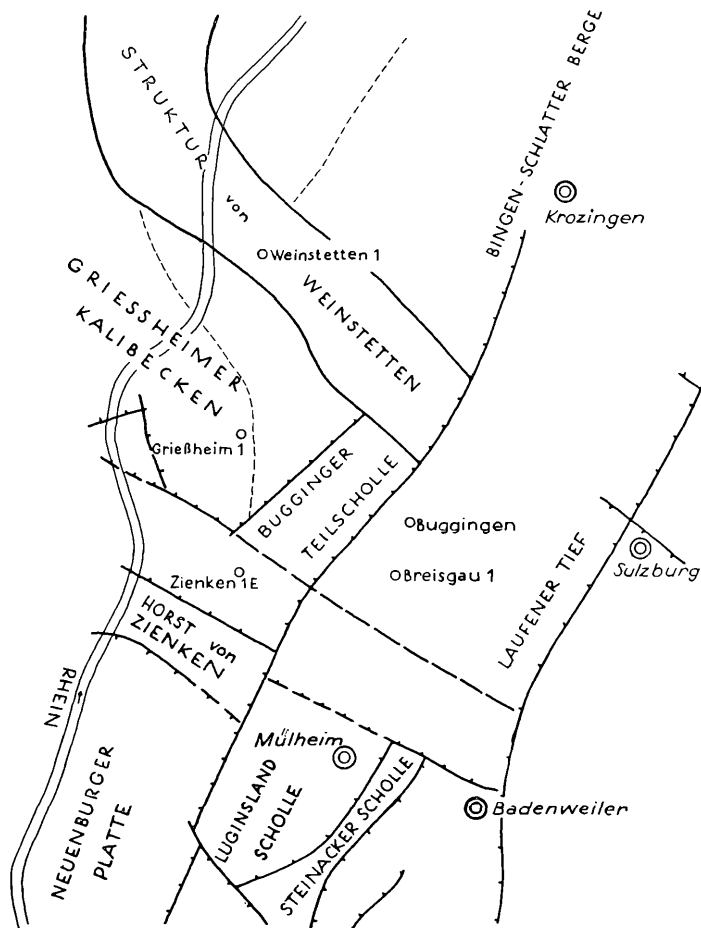 STRUKTUR
von
WEINSTETTEN
BINGEN-SCHLATTER BERGE
Krozingen
Weinstetten 1
GRIESSHEIMER
KALIBECKEN
Grießheim 1
BUGGINGER
TEILSCHOLLE
Buggingen
Breisgau 1
LAUFENER TIEF
Sulzburg
Zienken 1E
HORST von
ZIENKEN
RHEIN
Mülheim
Badenweiler
LUGINSLAND
SCHOLLE
STEINACKER SCHOLLE
NEUENBURGER
PLATTE